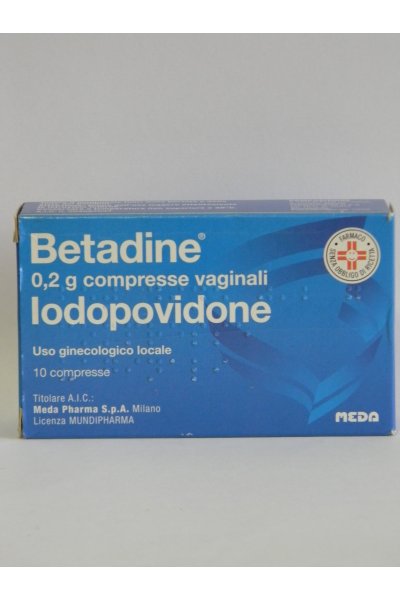 Betadine®
0,2 g compresse vaginali
Iodopovidone
Uso ginecologico locale
10 compresse
Titolare A.I.C.:
Meda Pharma S.p.A. Milano
Licenza MUNDIPHARMA
FARMACO
SENZA OBBLIGO DI RICETTA
MEDA